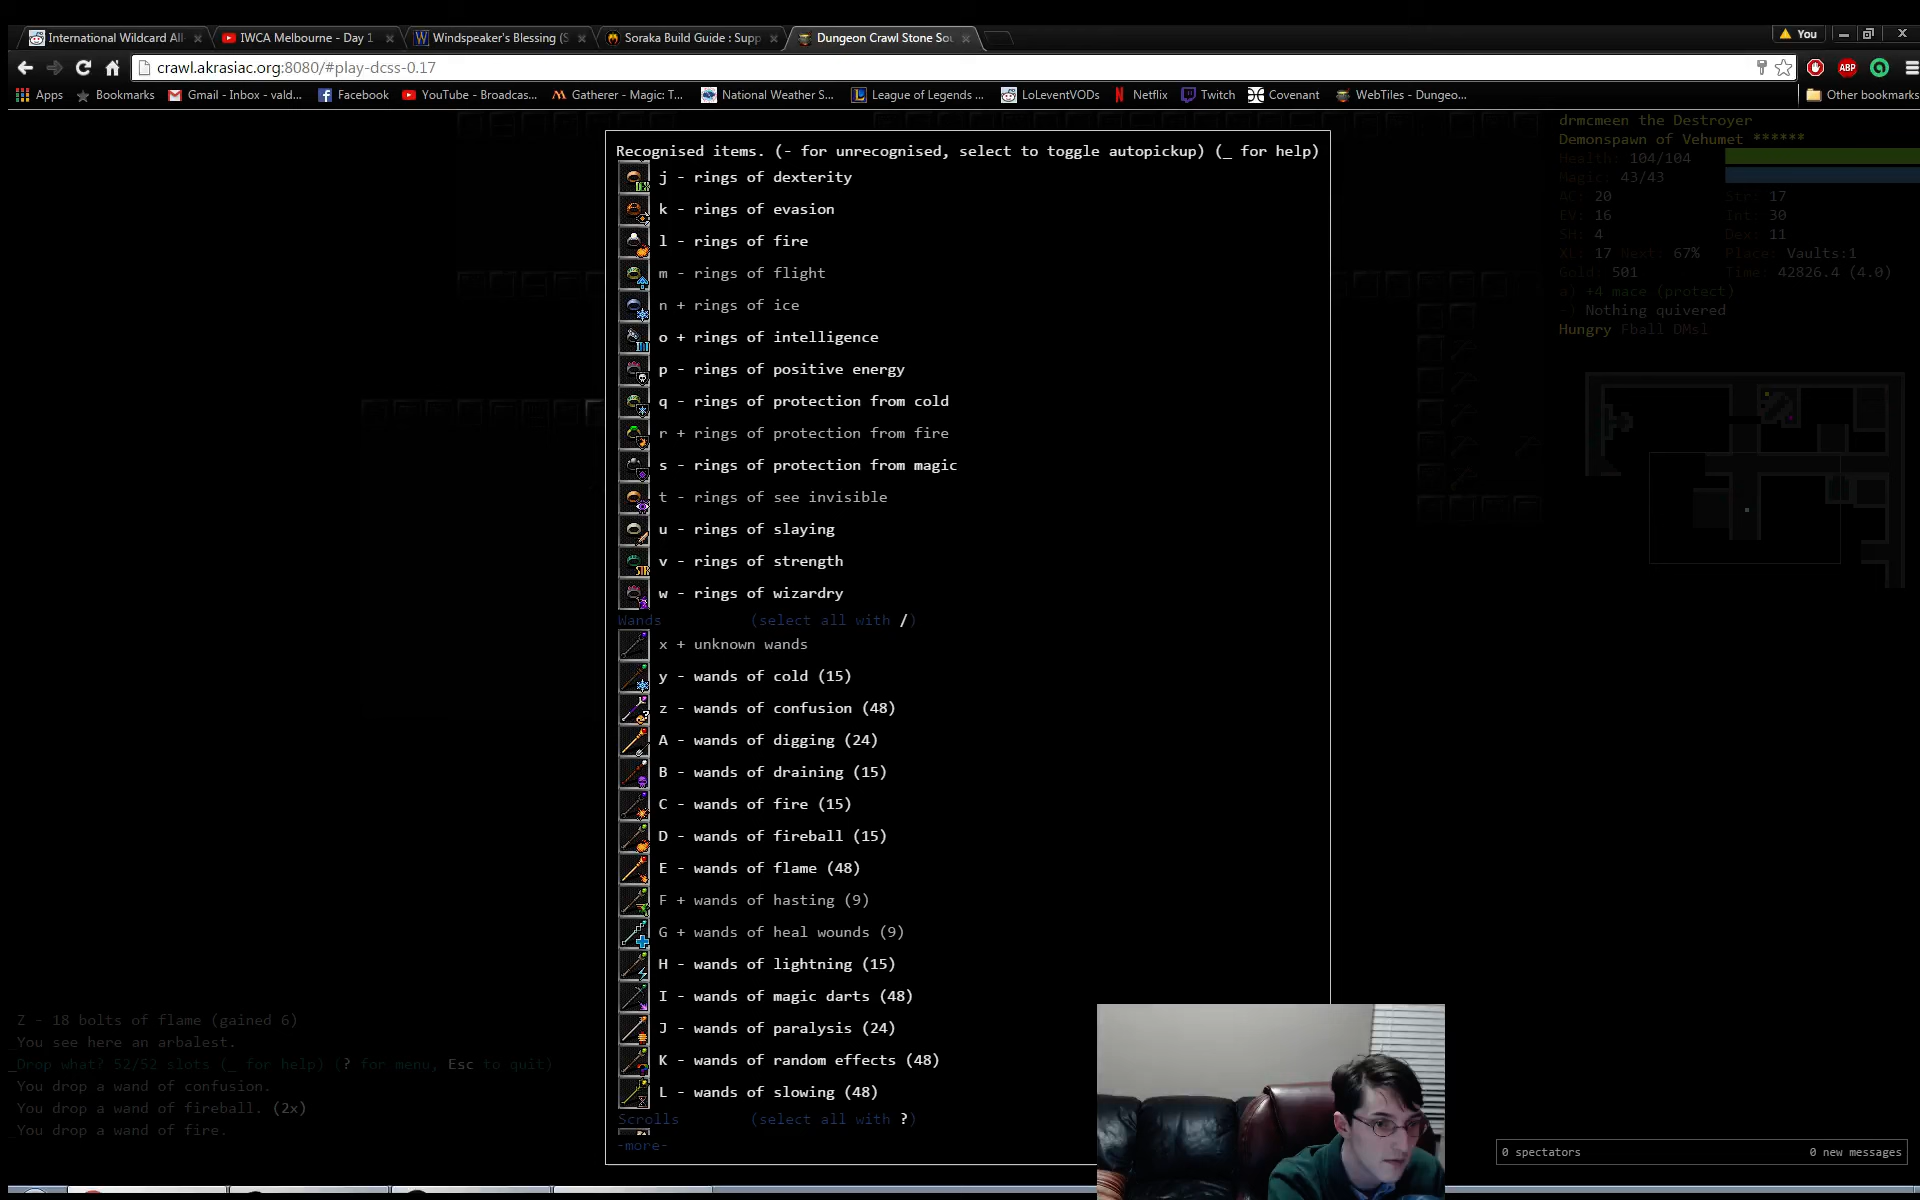 International Wildcard All
IWCA Melbourne - Day 1
Windspeaker's Blessing (S
Soraka Build Guide : Supp
Dungeon Crawl Stone Sou
You
crawl.akrasiac.org:8080/#play-dcss-0.17
ABP
Apps
Bookmarks
Gmail - Inbox - vald...
Facebook
YouTube - Broadcas...
Gatherer - Magic: T...
National Weather S...
League of Legends ...
LoLeventVODs
Netflix
Twitch
Covenant
WebTiles - Dungeo...
Other bookmarks
Recognised items. (- for unrecognised, select to toggle autopickup) (_ for help)
j - rings of dexterity
k - rings of evasion
l - rings of fire
m - rings of flight
n + rings of ice
o + rings of intelligence
p - rings of positive energy
q - rings of protection from cold
r + rings of protection from fire
s - rings of protection from magic
t - rings of see invisible
u - rings of slaying
v - rings of strength
w - rings of wizardry
Wands (select all with /)
x + unknown wands
y - wands of cold (15)
z - wands of confusion (48)
A - wands of digging (24)
B - wands of draining (15)
C - wands of fire (15)
D - wands of fireball (15)
E - wands of flame (48)
F + wands of hasting (9)
G + wands of heal wounds (9)
H - wands of lightning (15)
I - wands of magic darts (48)
J - wands of paralysis (24)
K - wands of random effects (48)
L - wands of slowing (48)
Scrolls (select all with ?)
-more-
drmcmeen the Destroyer
Demonspawn of Vehumet ******
Health: 104/104
Magic: 43/43
AC: 20 Str: 17
EV: 16 Int: 30
SH: 4 Dex: 11
XL: 17 Next: 67% Place: Vaults:1
Gold: 501 Time: 42826.4 (4.0)
a) +4 mace (protect)
-) Nothing quivered
Hungry Fball DMsl
Z - 18 bolts of flame (gained 6)
You see here an arbalest.
_Drop what? 52/52 slots (_ for help) (? for menu, Esc to quit)
You drop a wand of confusion.
You drop a wand of fireball. (2x)
_You drop a wand of fire.
0 spectators
0 new messages